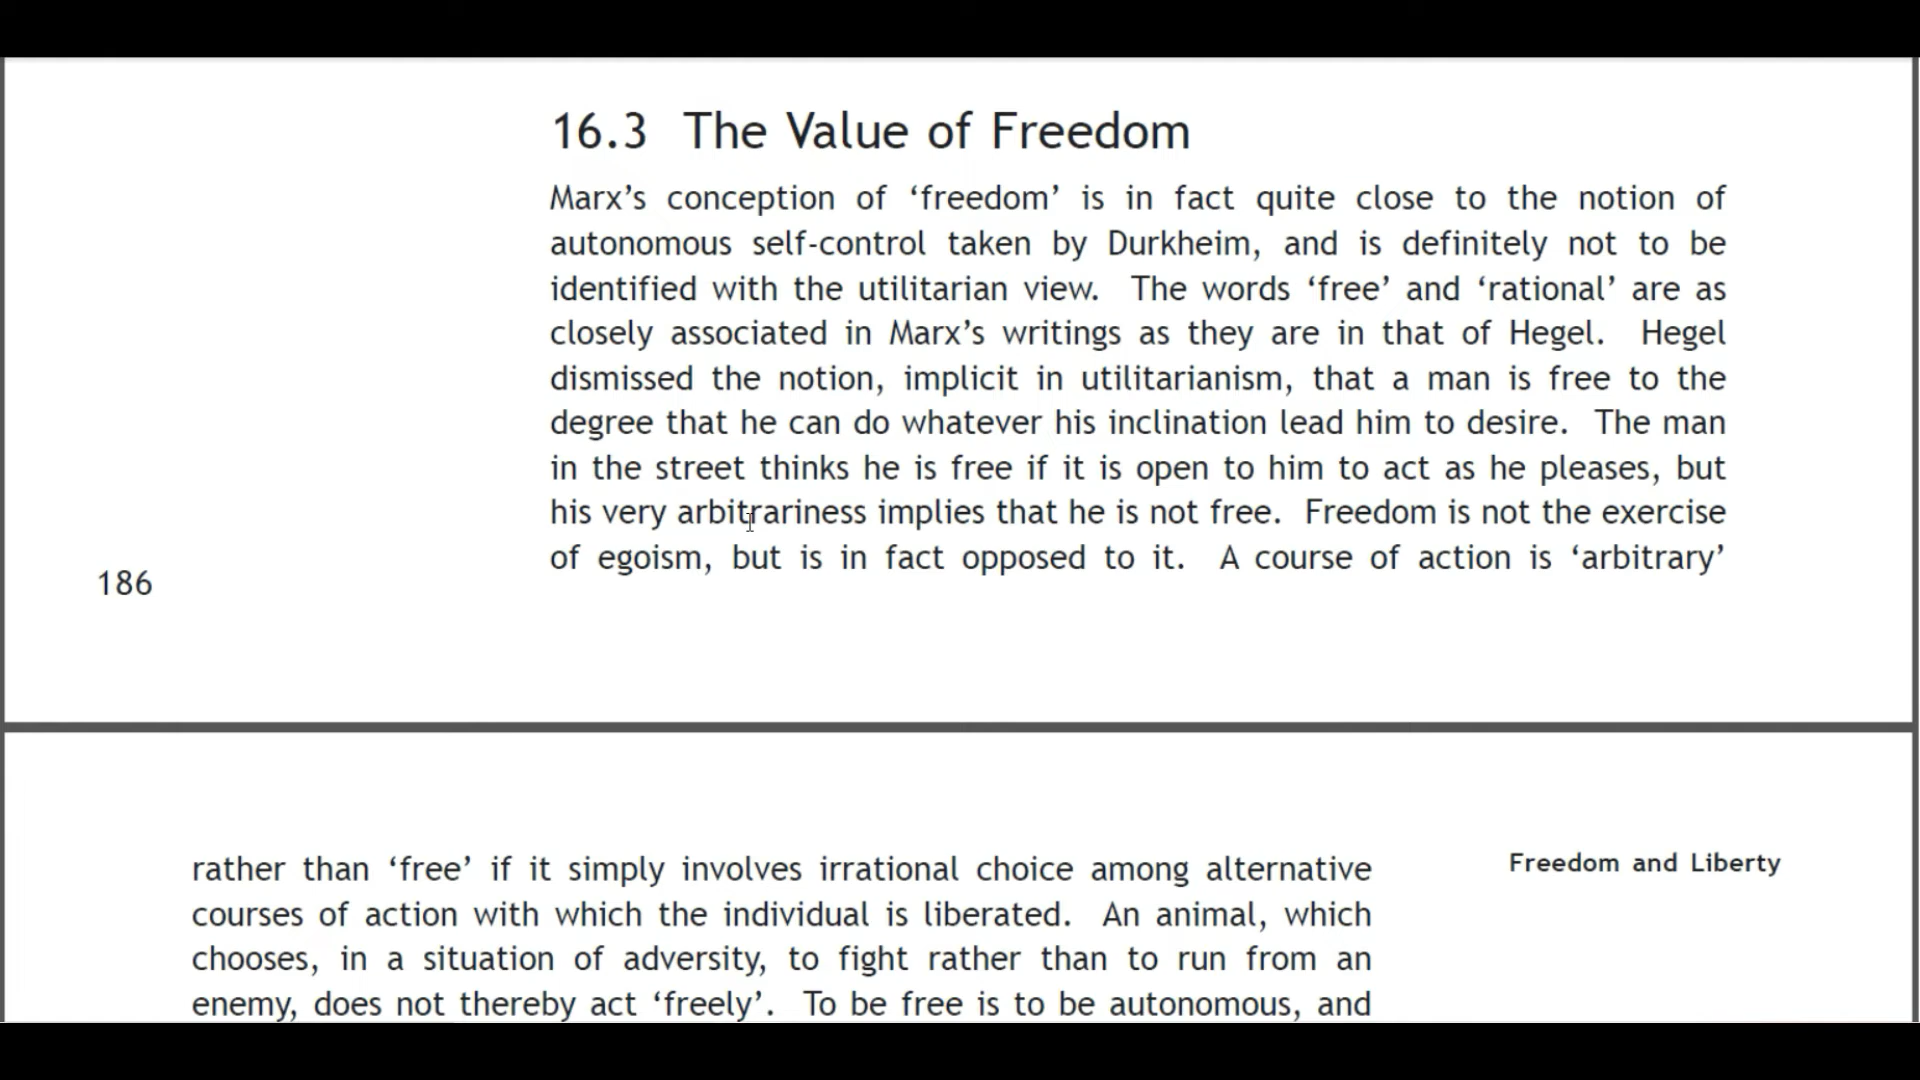 16.3 The Value of Freedom
Marx’s conception of ‘freedom’ is in fact quite close to the notion of
autonomous self-control taken by Durkheim, and is definitely not to be
identified with the utilitarian view. The words ‘free’ and ‘rational’ are as
closely associated in Marx’s writings as they are in that of Hegel. Hegel
dismissed the notion, implicit in utilitarianism, that a man is free to the
degree that he can do whatever his inclination lead him to desire. The man
in the street thinks he is free if it is open to him to act as he pleases, but
his very arbitrariness implies that he is not free. Freedom is not the exercise
of egoism, but is in fact opposed to it. A course of action is ‘arbitrary’
186
rather than ‘free’ if it simply involves irrational choice among alternative
courses of action with which the individual is liberated. An animal, which
chooses, in a situation of adversity, to fight rather than to run from an
enemy, does not thereby act ‘freely’. To be free is to be autonomous, and
Freedom and Liberty